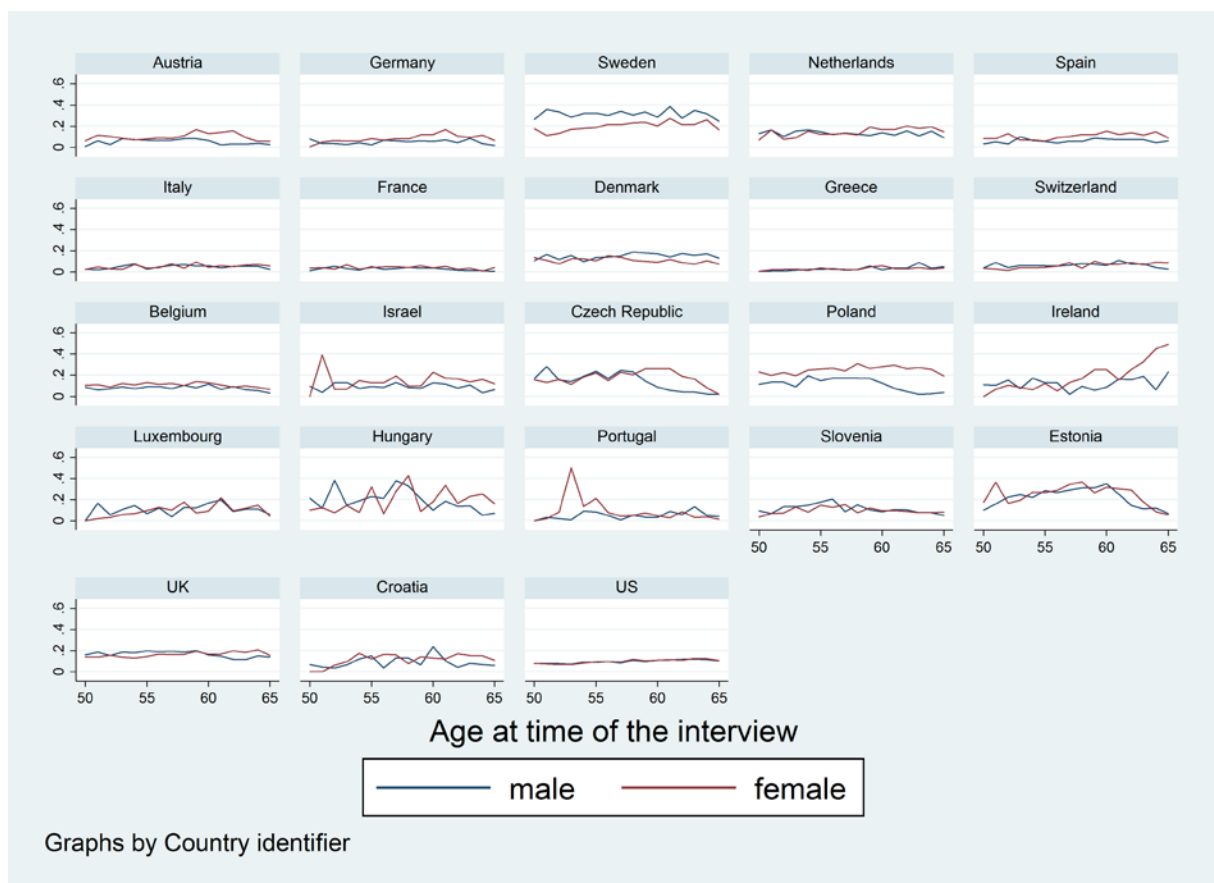 Austria Germany Sweden Netherlands Spain
0 .2 .4 .6
Italy France Denmark Greece Switzerland
0 .2 .4 .6
Belgium Israel Czech Republic Poland Ireland
0 .2 .4 .6
Luxembourg Hungary Portugal Slovenia Estonia
0 .2 .4 .6
50 55 60 65 50 55 60 65
UK Croatia US
0 .2 .4 .6
50 55 60 65 50 55 60 65 50 55 60 65
Age at time of the interview
male female
Graphs by Country identifier